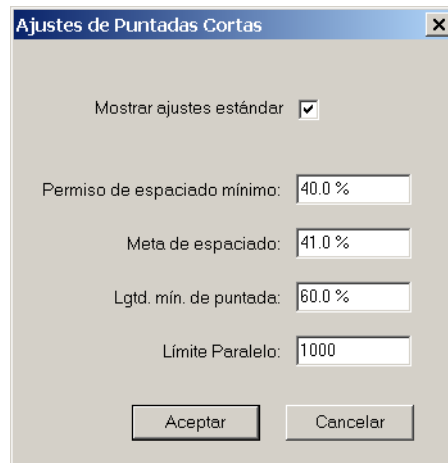 Ajustes de Puntadas Cortas
Mostrar ajustes estándar
Permiso de espaciado mínimo: 40.0 %
Meta de espaciado: 41.0 %
Lgtd. mín. de puntada: 60.0 %
Límite Paralelo: 1000
Aceptar Cancelar